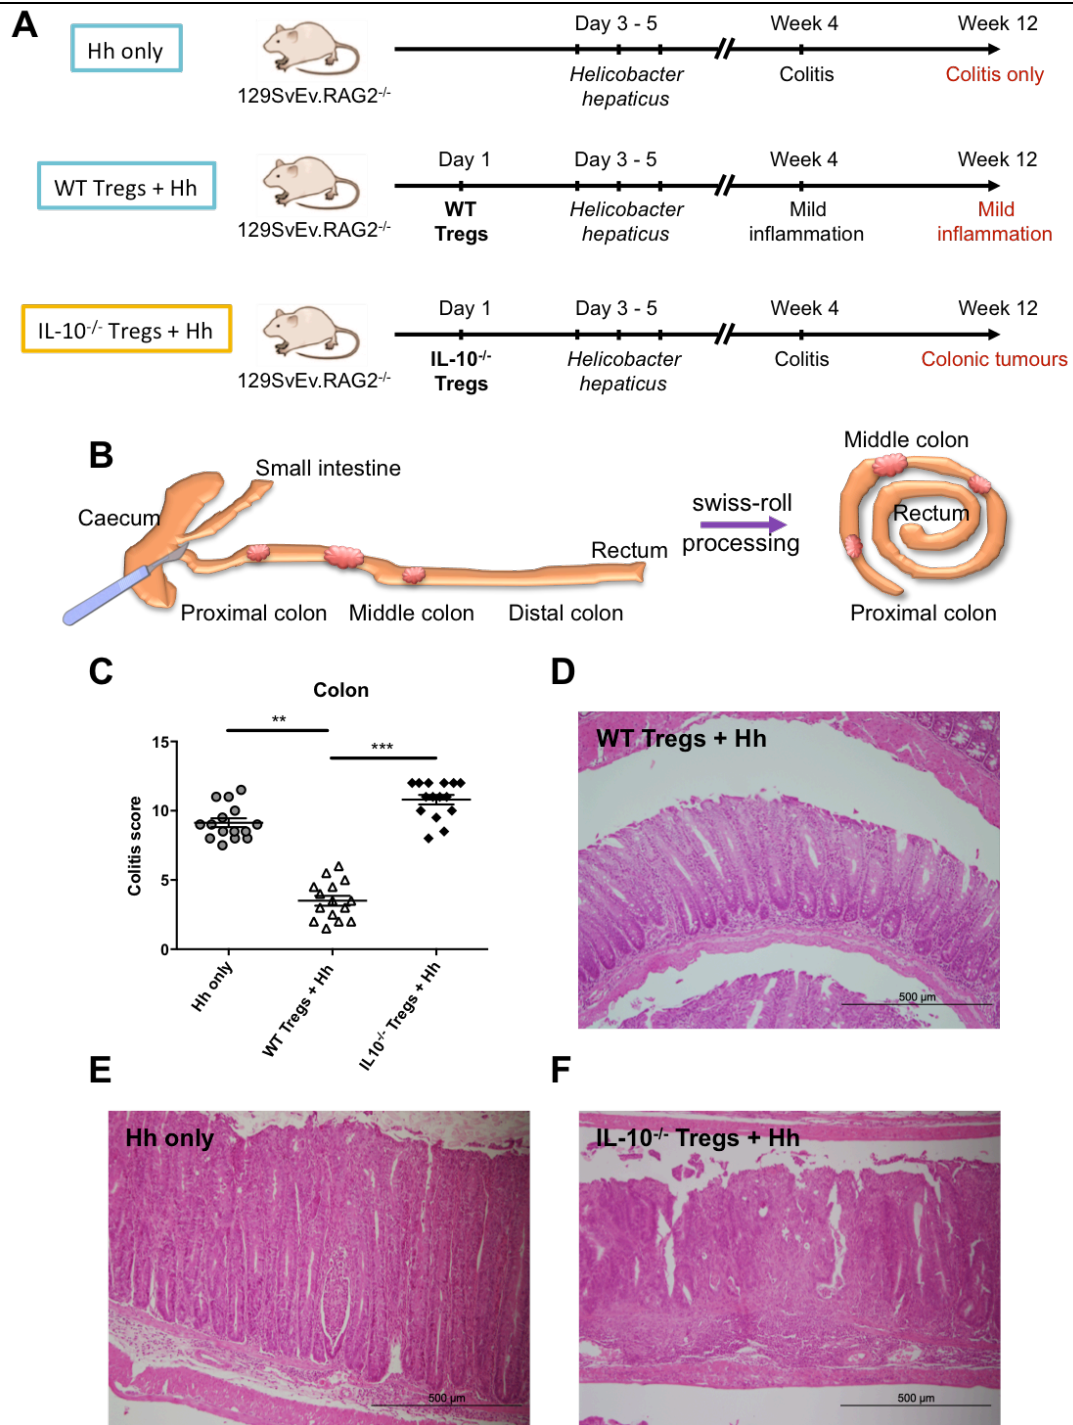 A
Hh only
129SvEv.RAG2-/-
Day 3 - 5
Week 4
Week 12
Helicobacter
hepaticus
Colitis
Colitis only
WT Tregs + Hh
129SvEv.RAG2-/-
Day 1
Day 3 - 5
Week 4
Week 12
WT
Tregs
Helicobacter
hepaticus
Mild
inflammation
Mild
inflammation
IL-10-/- Tregs + Hh
129SvEv.RAG2-/-
Day 1
Day 3 - 5
Week 4
Week 12
IL-10-/-
Tregs
Helicobacter
hepaticus
Colitis
Colonic tumours
B
Small intestine
Caecum
Rectum
Proximal colon
Middle colon
Distal colon
swiss-roll
processing
Middle colon
Rectum
Proximal colon
C
Colon
**
***
15
10
5
0
Colitis score
Hh only
WT Tregs + Hh
IL10-/- Tregs + Hh
D
WT Tregs + Hh
500 µm
E
Hh only
500 µm
F
IL-10-/- Tregs + Hh
500 µm